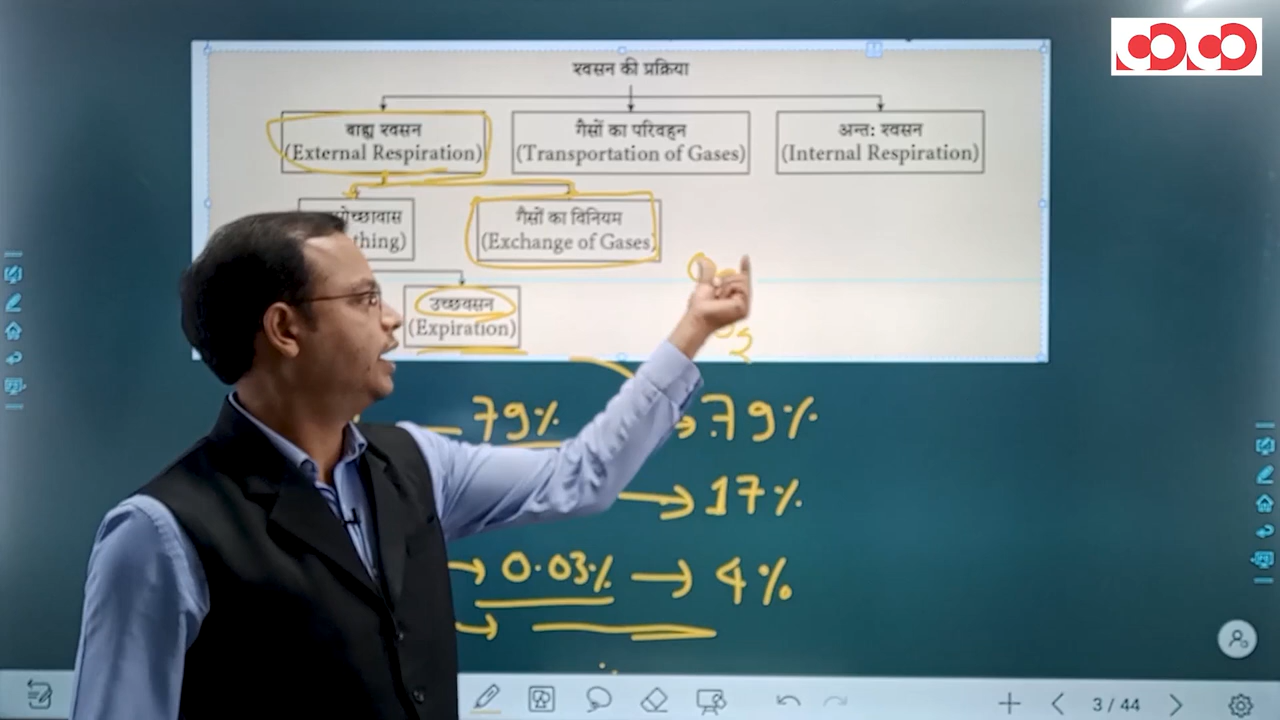 श्वसन की प्रक्रिया
बाह्य श्वसन
(External Respiration)
गैसों का परिवहन
(Transportation of Gases)
अन्त: श्वसन
(Internal Respiration)
गैसों का विनियम
(Exchange of Gases)
उच्छवसन
(Expiration)
79% → 79%
→ 17%
→ 0.03% → 4%
→
3 / 44